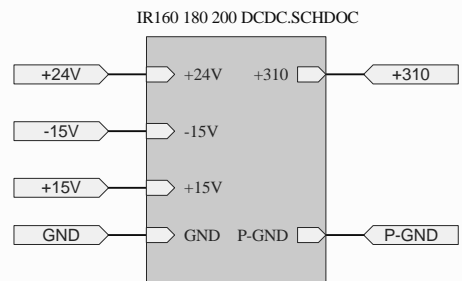 IR160 180 200 DCDC.SCHDOC
+24V +24V +310 +310
-15V -15V
+15V +15V
GND GND P-GND P-GND